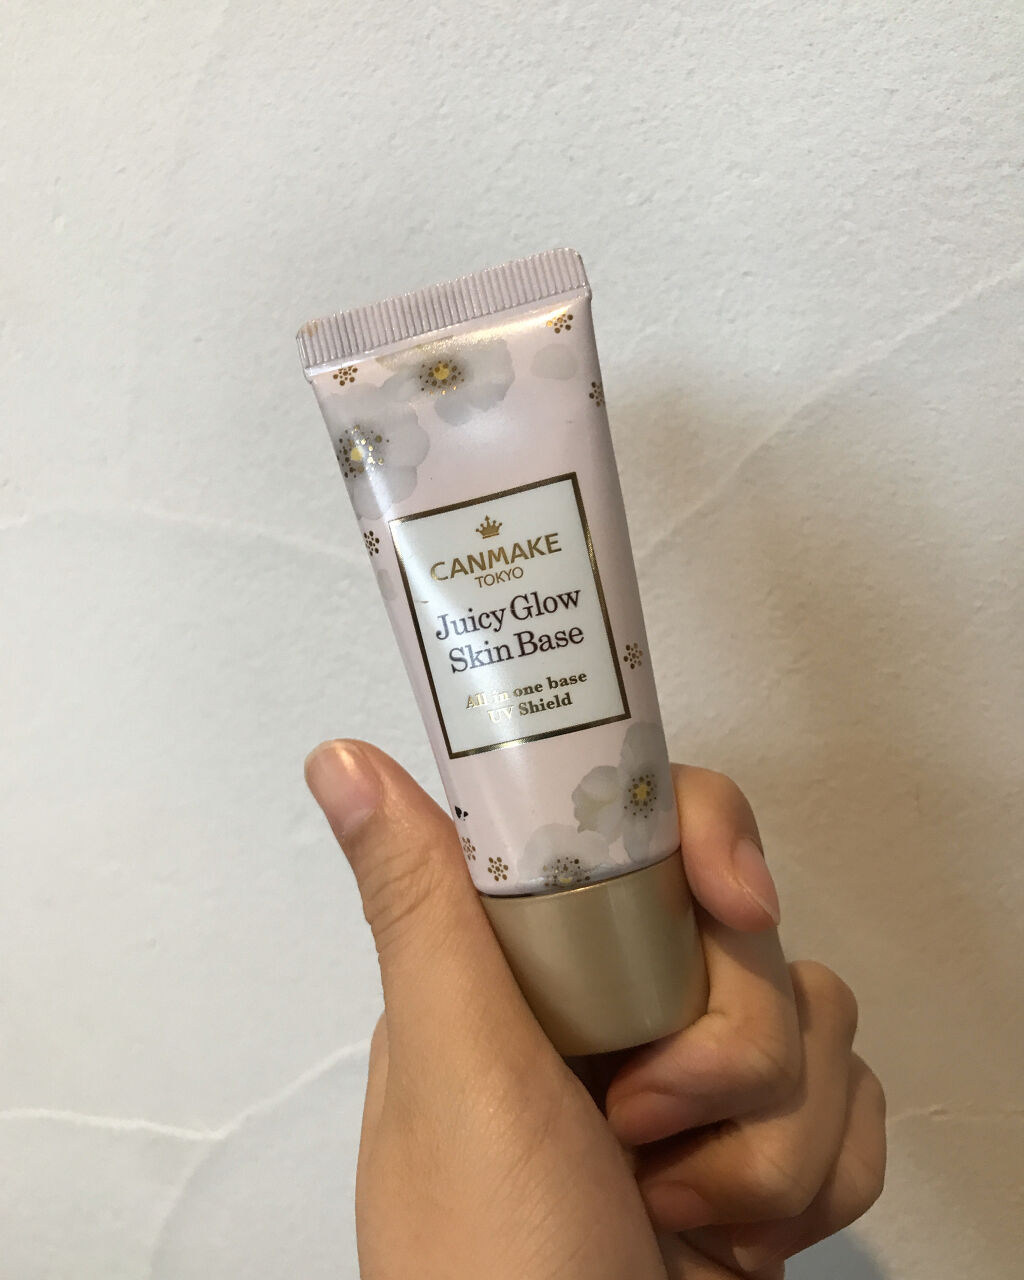 CANMAKE
TOKYO
Juicy Glow
Skin Base
All in one base
UV Shield